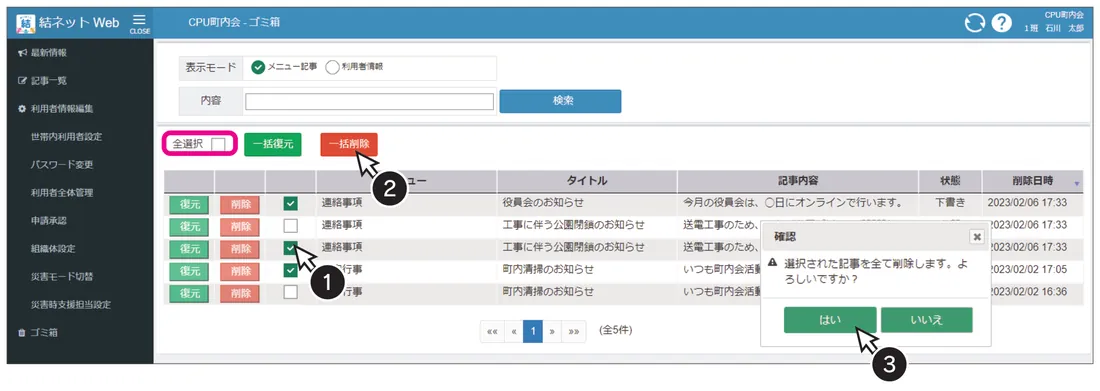 結 結ネット Web CLOSE CPU町内会 - ゴミ箱 ? CPU町内会
1班 石川 太郎
最新情報
記事一覧
利用者情報編集
世帯内利用者設定
パスワード変更
利用者全体管理
申請承認
組織体設定
災害モード切替
災害時支援担当設定
ゴミ箱
表示モード メニュー記事 利用者情報
内容 検索
全選択 一括復元 一括削除
2
ュー タイトル 記事内容 状態 削除日時
復元 削除 連絡事項 役員会のお知らせ 今月の役員会は、〇日にオンラインで行います。 下書き 2023/02/06 17:33
復元 削除 連絡事項 工事に伴う公園閉鎖のお知らせ 送電工事のため、 2023/02/06 17:33
復元 削除 連絡事項 工事に伴う公園閉鎖のお知らせ 送電工事のため、 2023/02/06 17:33
復元 削除 行事 町内清掃のお知らせ いつも町内会活動 2023/02/02 17:05
復元 削除 行事 町内清掃のお知らせ いつも町内会活動 2023/02/02 16:36
1
«« « 1 » »» (全5件)
確認
選択された記事を全て削除します。よ
ろしいですか？
はい いいえ
3